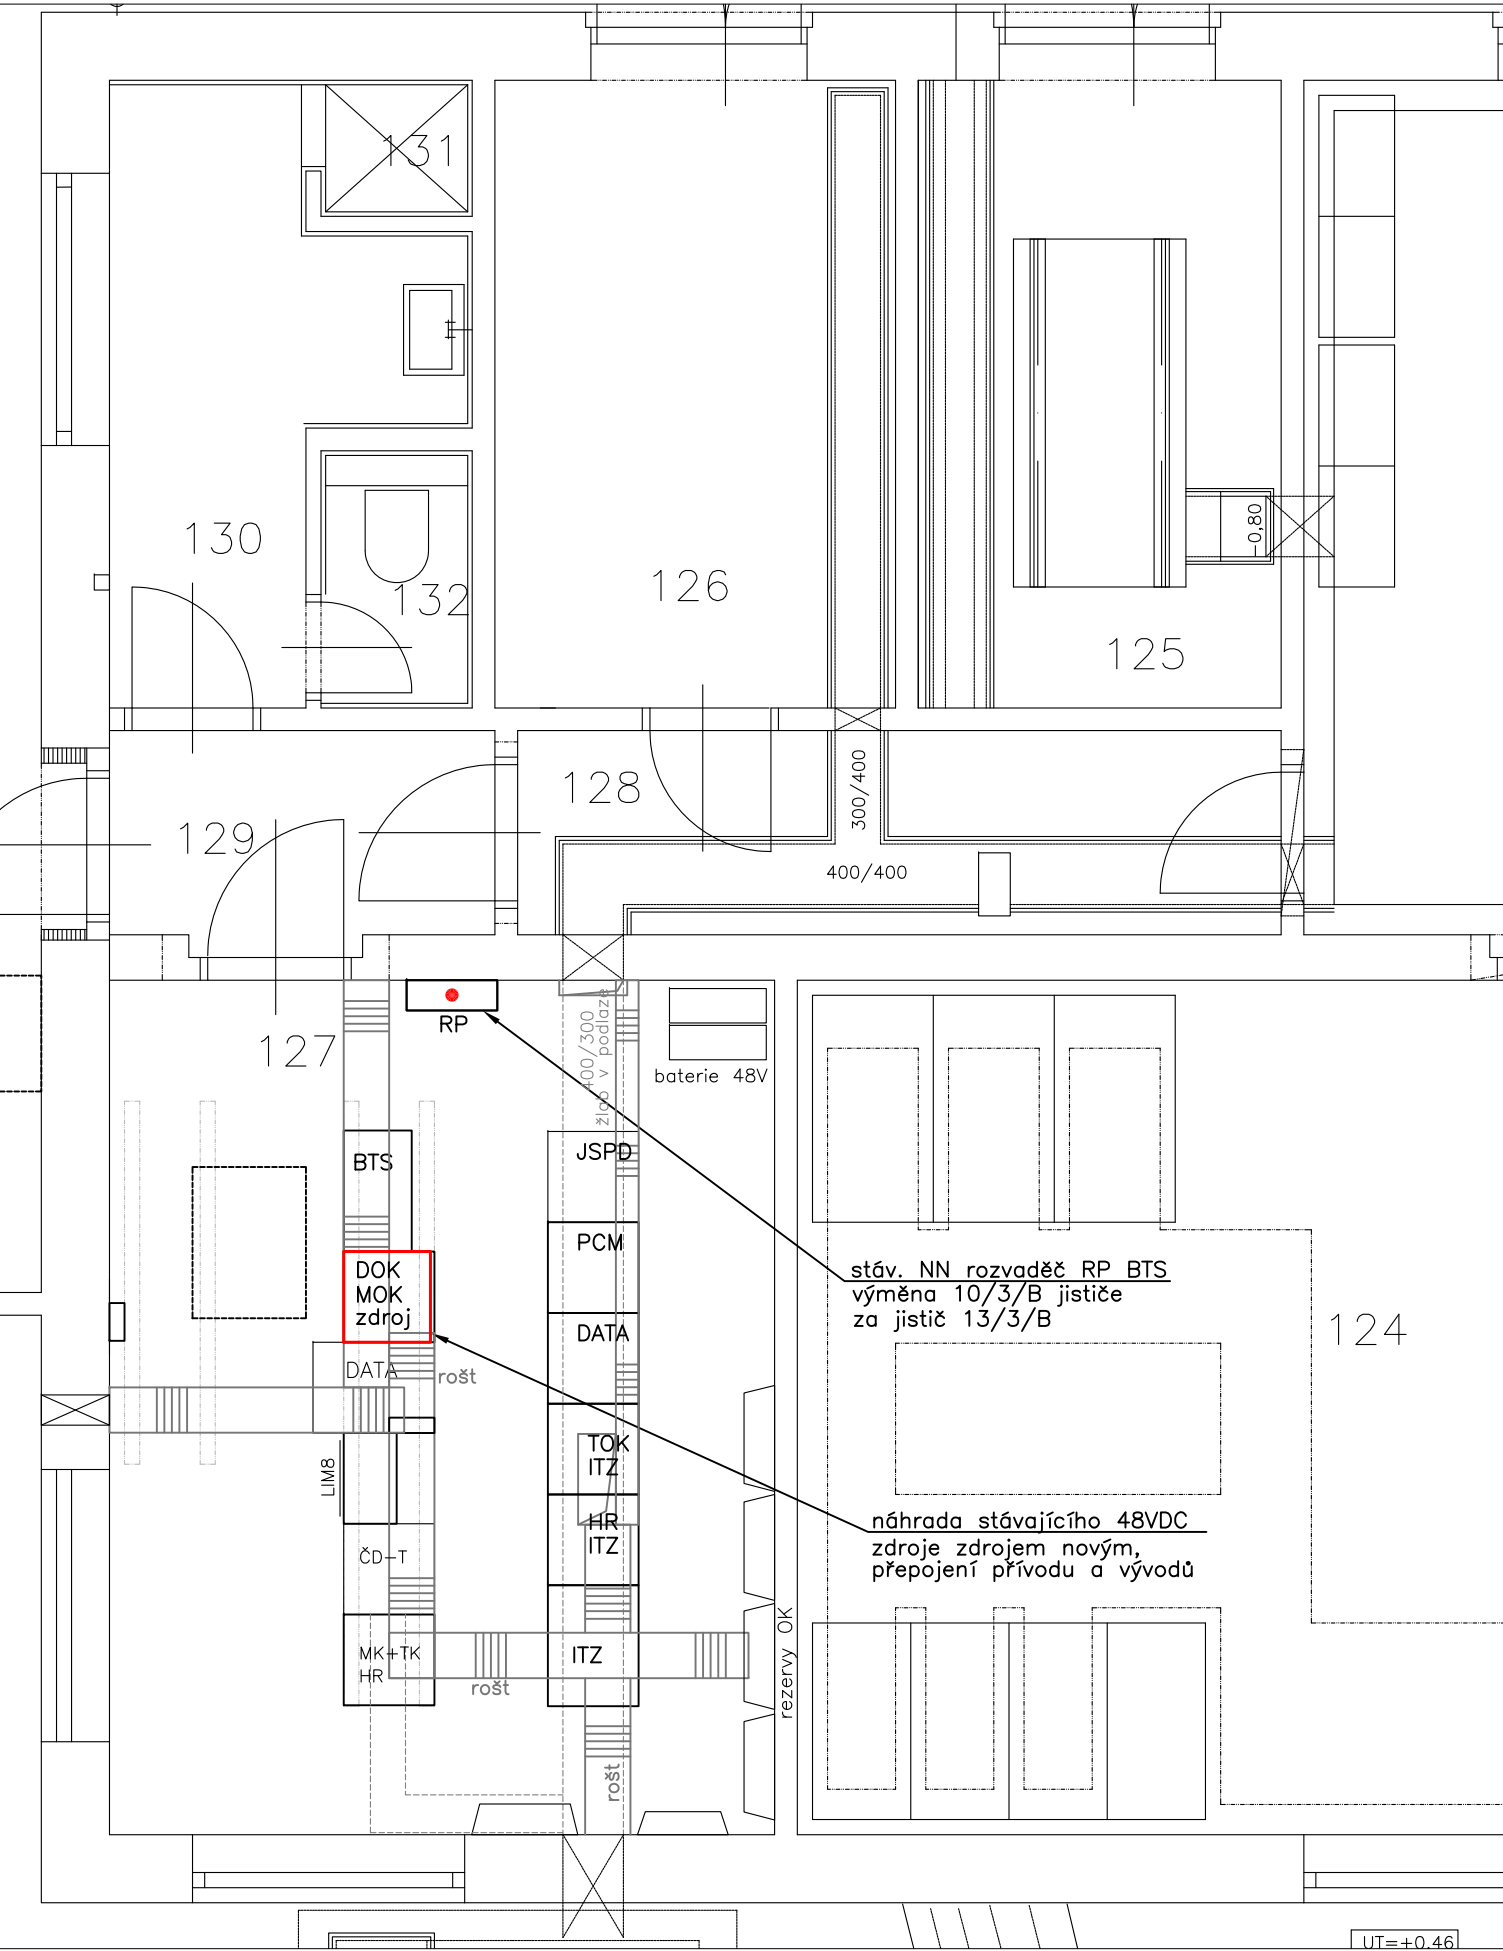 131
130
132
126
125
-0,80
128
129
300/400
400/400
127
RP
400/300
žlab v podlaze
baterie 48V
BTS
JSPD
PCM
DOK
MOK
zdroj
DATA
DATA
rošt
stáv. NN rozvaděč RP BTS
výměna 10/3/B jističe
za jistič 13/3/B
124
LIM8
TOK
ITZ
HR
ITZ
náhrada stávajícího 48VDC
zdroje zdrojem novým,
přepojení přívodu a vývodů
ČD-T
MK+TK
HR
ITZ
rošt
rezervy OK
rošt
UT=+0,46